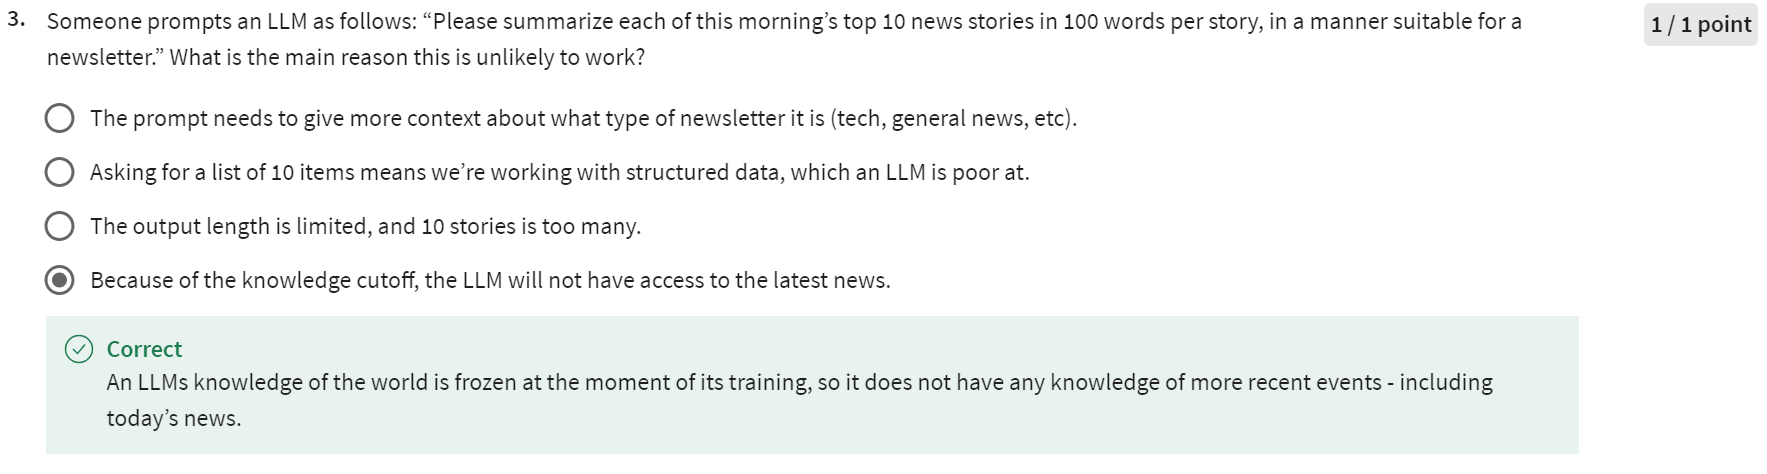 3. Someone prompts an LLM as follows: “Please summarize each of this morning’s top 10 news stories in 100 words per story, in a manner suitable for a
newsletter.” What is the main reason this is unlikely to work?
1 / 1 point
The prompt needs to give more context about what type of newsletter it is (tech, general news, etc).
Asking for a list of 10 items means we’re working with structured data, which an LLM is poor at.
The output length is limited, and 10 stories is too many.
Because of the knowledge cutoff, the LLM will not have access to the latest news.
Correct
An LLMs knowledge of the world is frozen at the moment of its training, so it does not have any knowledge of more recent events - including
today’s news.